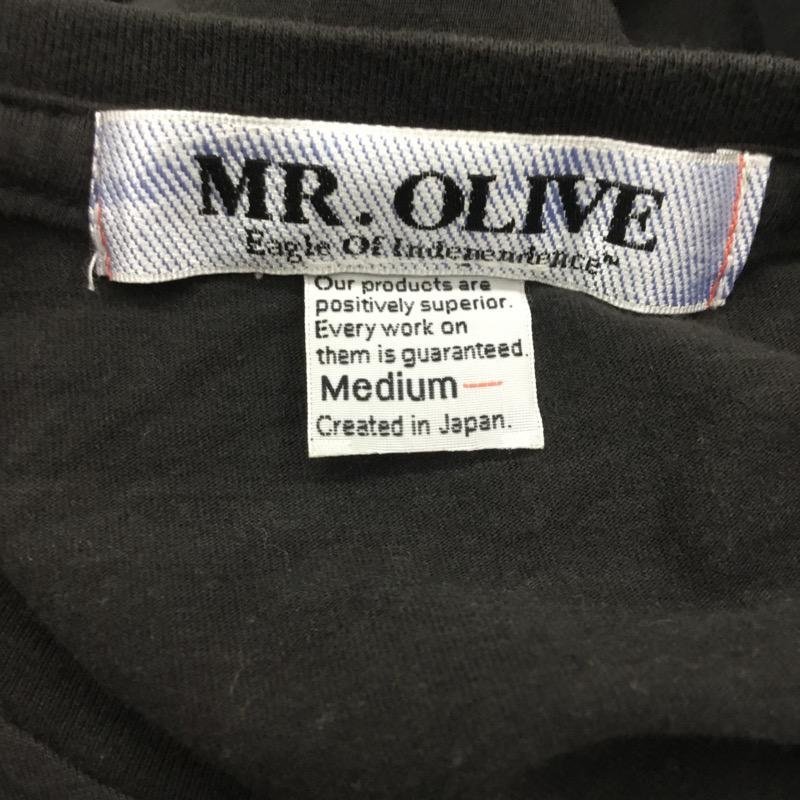 MR. OLIVE
Eagle Of Independence™
Our products are
positively superior.
Every work on
them is guaranteed.
Medium
Created in Japan.